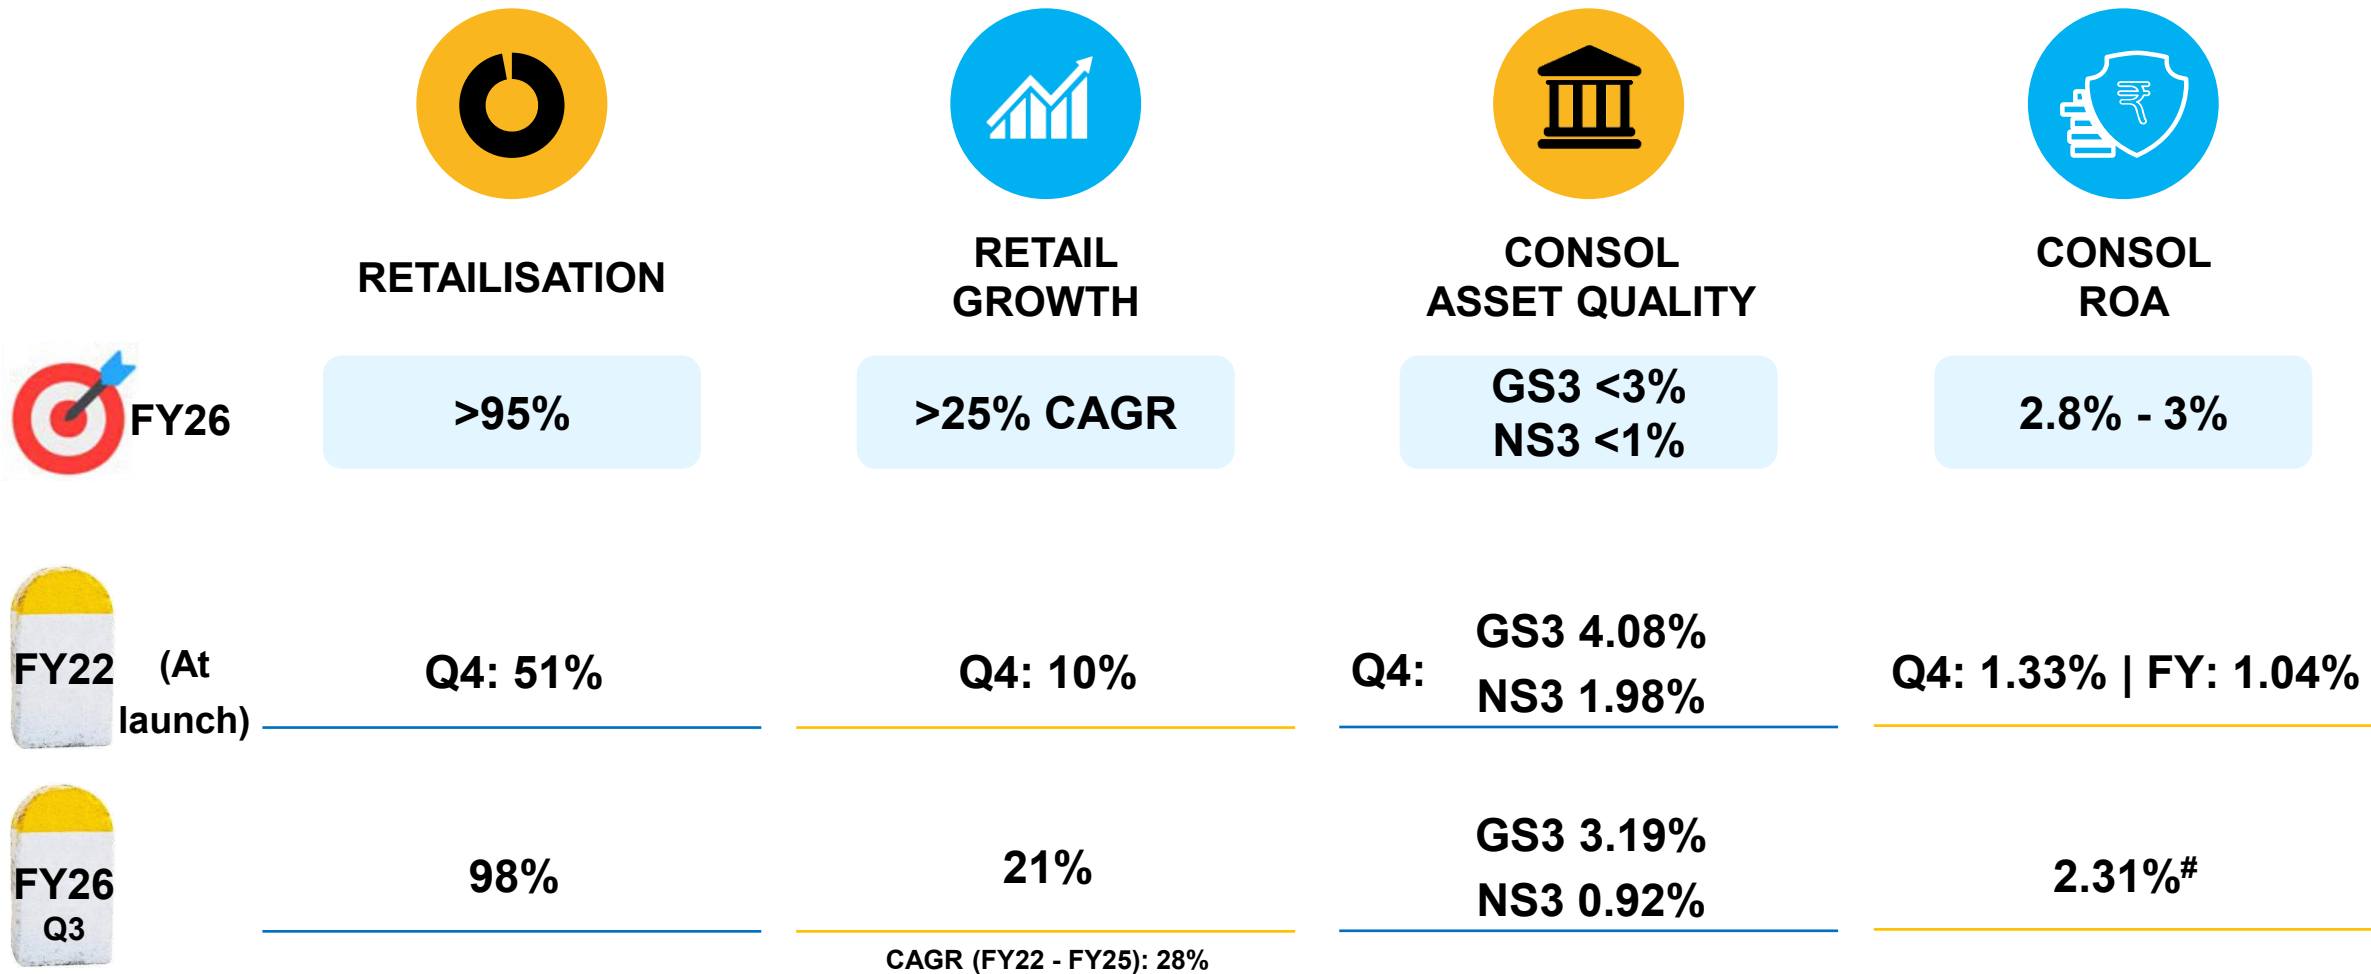 RETAILISATION
RETAIL
GROWTH
CONSOL
ASSET QUALITY
CONSOL
ROA
FY26
>95%
>25% CAGR
GS3 <3%
NS3 <1%
2.8% - 3%
FY22 (At
launch)
Q4: 51%
Q4: 10%
Q4:
GS3 4.08%
NS3 1.98%
Q4: 1.33% | FY: 1.04%
FY26
Q3
98%
21%
GS3 3.19%
NS3 0.92%
2.31%#
CAGR (FY22 - FY25): 28%